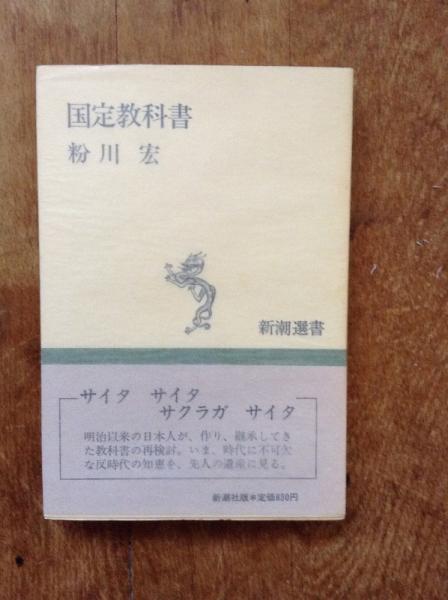 国定教科書
粉川 宏
新潮選書
サイタ サイタ
サクラガ サイタ
明治以来の日本人が、作り、継承してき
た教科書の再検討。いま、時代に不可欠
な反時代の知恵を、先人の遺産に見る。
新潮社版●定価830円